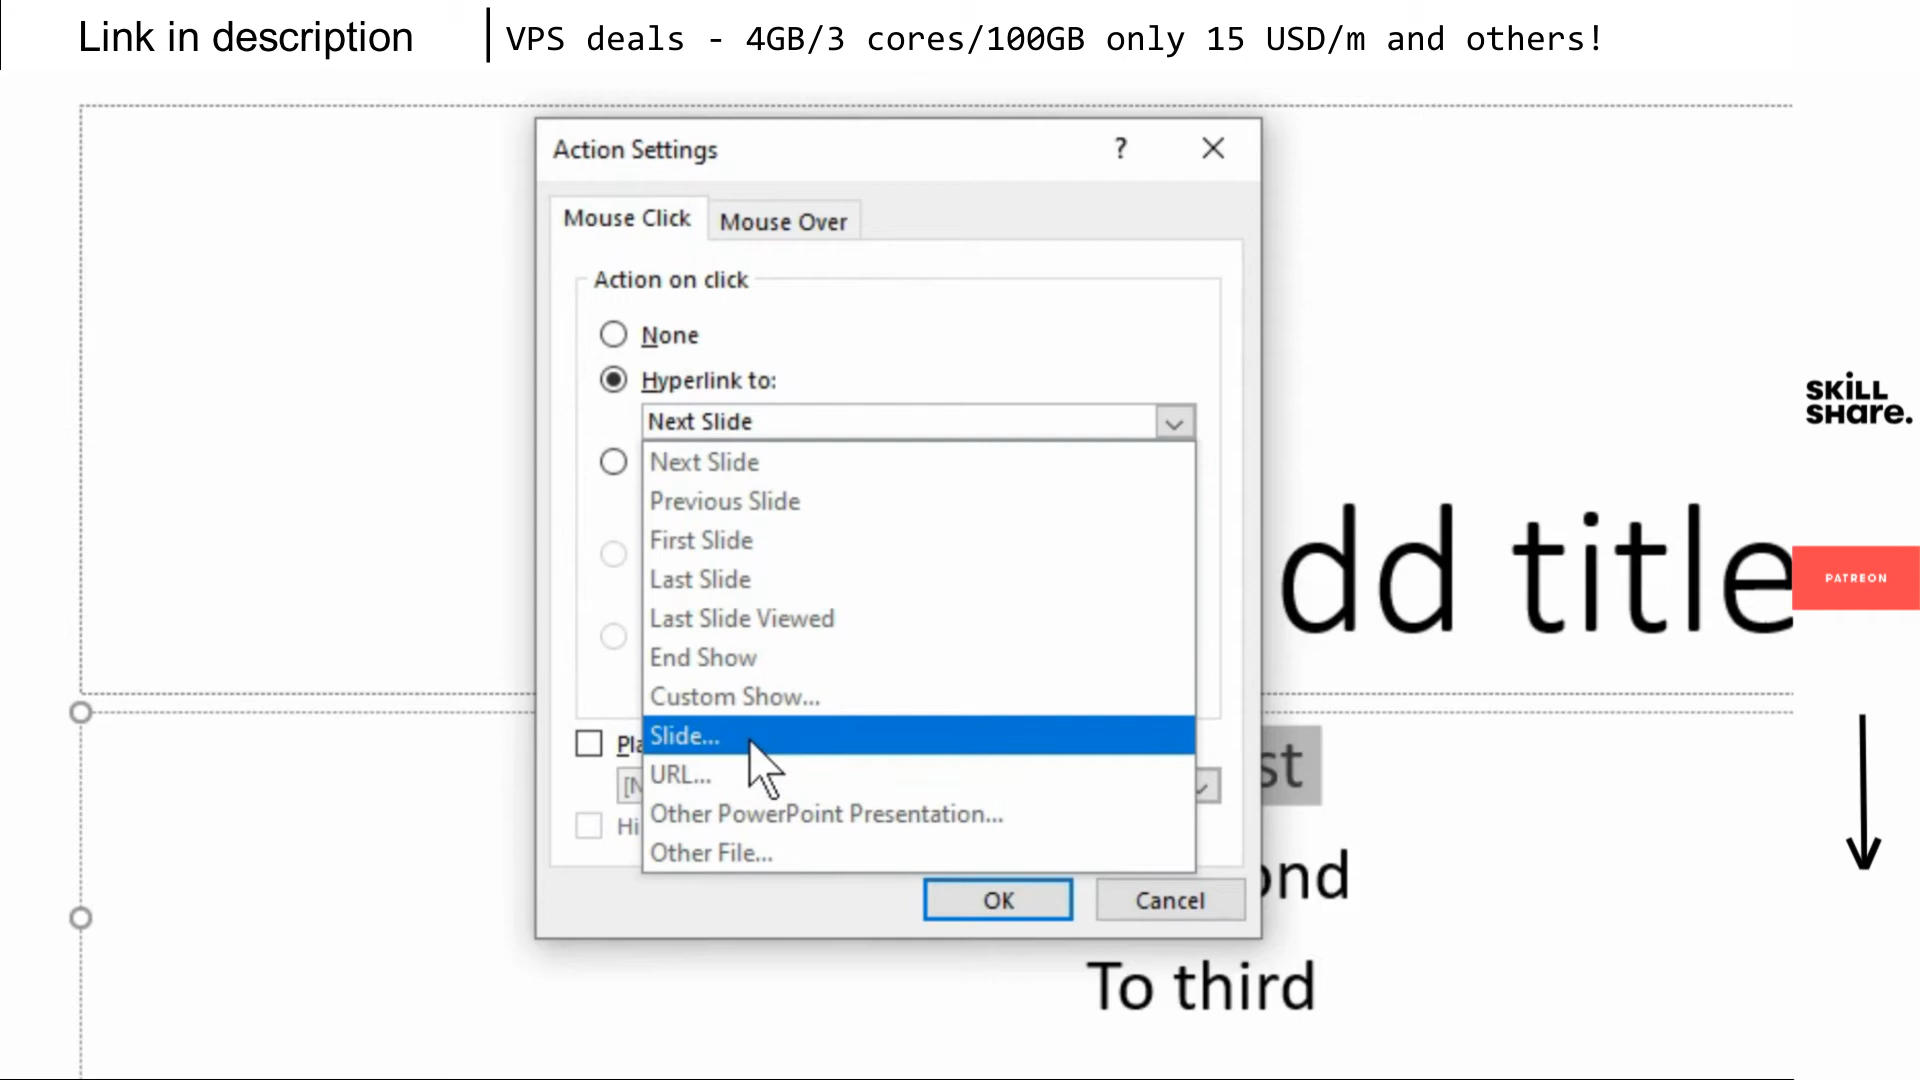 Link in description
VPS deals - 4GB/3 cores/100GB only 15 USD/m and others!
Action Settings
?
Mouse Click
Mouse Over
Action on click
None
Hyperlink to:
Next Slide
Next Slide
Previous Slide
First Slide
Last Slide
Last Slide Viewed
End Show
Custom Show...
Slide...
URL...
Other PowerPoint Presentation...
Other File...
OK
Cancel
title
To third
SKILL
SHARE.
PATREON